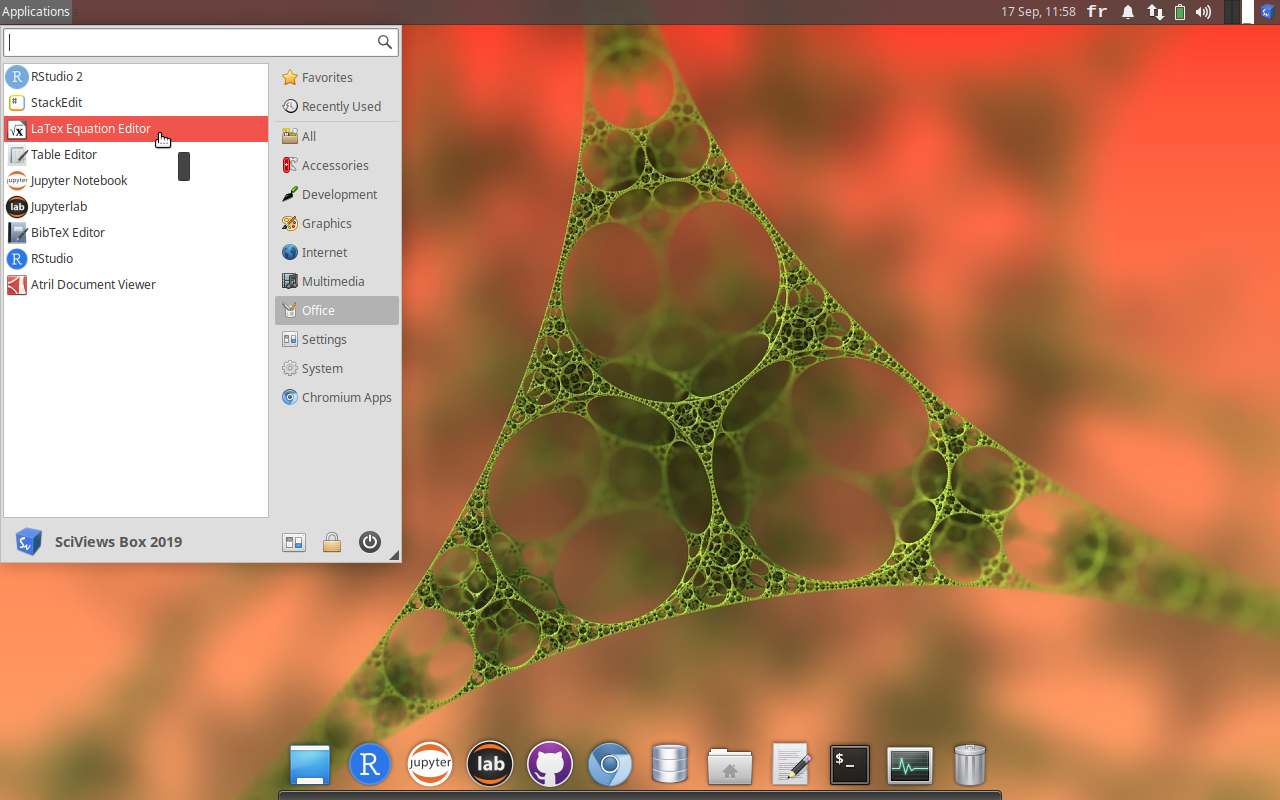 Applications
17 Sep, 11:58
fr
RStudio 2
StackEdit
LaTex Equation Editor
Table Editor
Jupyter Notebook
Jupyterlab
BibTeX Editor
RStudio
Atril Document Viewer
Favorites
Recently Used
All
Accessories
Development
Graphics
Internet
Multimedia
Office
Settings
System
Chromium Apps
SciViews Box 2019
R
jupyter
lab
$_